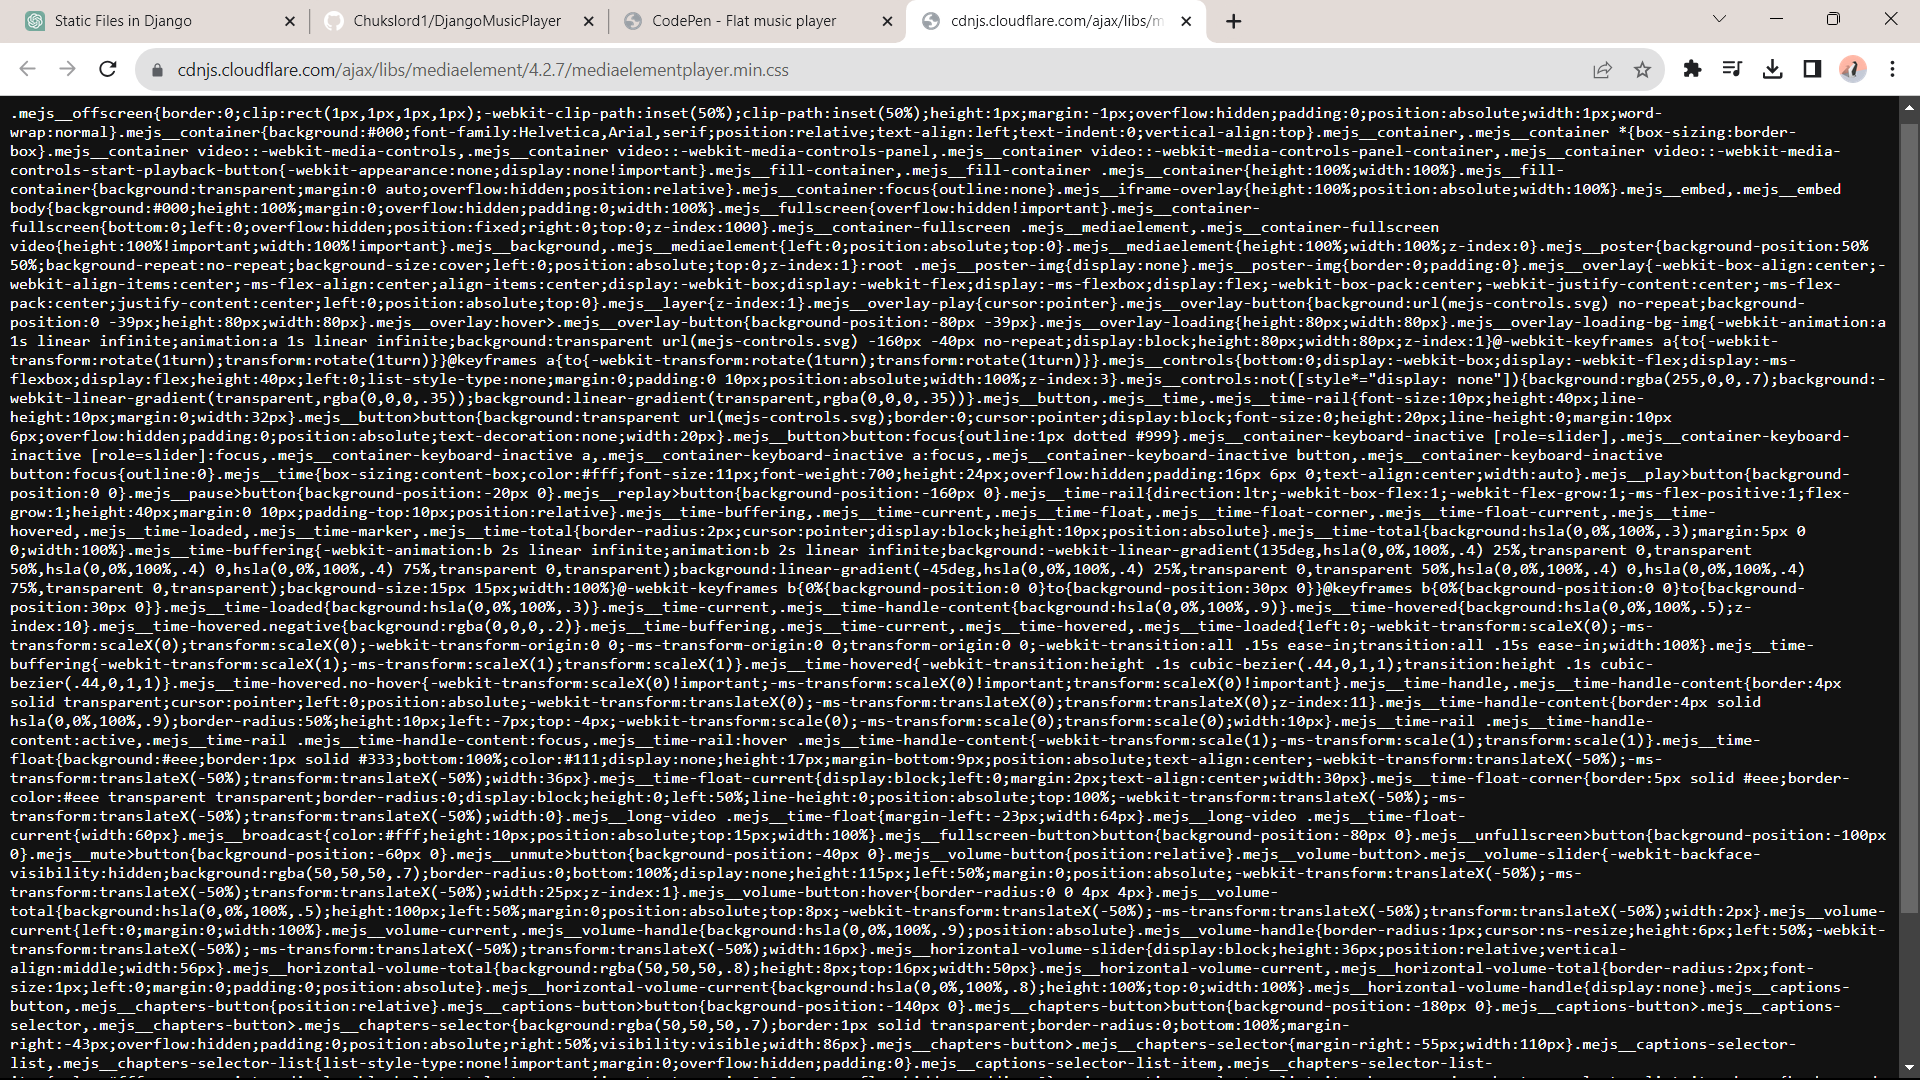 Static Files in Django
Chukslord1/DjangoMusicPlayer
CodePen - Flat music player
cdnjs.cloudflare.com/ajax/libs/m
cdnjs.cloudflare.com/ajax/libs/mediaelement/4.2.7/mediaelementplayer.min.css
.mejs__offscreen{border:0;clip:rect(1px,1px,1px,1px);-webkit-clip-path:inset(50%);clip-path:inset(50%);height:1px;margin:-1px;overflow:hidden;padding:0;position:absolute;width:1px;word-
wrap:normal}.mejs__container{background:#000;font-family:Helvetica,Arial,serif;position:relative;text-align:left;text-indent:0;vertical-align:top}.mejs__container,.mejs__container *{box-sizing:border-
box}.mejs__container video::-webkit-media-controls,.mejs__container video::-webkit-media-controls-panel,.mejs__container video::-webkit-media-controls-panel-container,.mejs__container video::-webkit-media-
controls-start-playback-button{-webkit-appearance:none;display:none!important}.mejs__fill-container,.mejs__fill-container .mejs__container{height:100%;width:100%}.mejs__fill-
container{background:transparent;margin:0 auto;overflow:hidden;position:relative}.mejs__container:focus{outline:none}.mejs__iframe-overlay{height:100%;position:absolute;width:100%}.mejs__embed,.mejs__embed
body{background:#000;height:100%;margin:0;overflow:hidden;padding:0;width:100%}.mejs__fullscreen{overflow:hidden!important}.mejs__container-
fullscreen{bottom:0;left:0;overflow:hidden;position:fixed;right:0;top:0;z-index:1000}.mejs__container-fullscreen .mejs__mediaelement,.mejs__container-fullscreen
video{height:100%!important;width:100%!important}.mejs__background,.mejs__mediaelement{left:0;position:absolute;top:0}.mejs__mediaelement{height:100%;width:100%;z-index:0}.mejs__poster{background-position:50%
50%;background-repeat:no-repeat;background-size:cover;left:0;position:absolute;top:0;z-index:1}:root .mejs__poster-img{display:none}.mejs__poster-img{border:0;padding:0}.mejs__overlay{-webkit-box-align:center;-
webkit-align-items:center;-ms-flex-align:center;align-items:center;display:-webkit-box;display:-webkit-flex;display:-ms-flexbox;display:flex;-webkit-box-pack:center;-webkit-justify-content:center;-ms-flex-
pack:center;justify-content:center;left:0;position:absolute;top:0}.mejs__layer{z-index:1}.mejs__overlay-play{cursor:pointer}.mejs__overlay-button{background:url(mejs-controls.svg) no-repeat;background-
position:0 -39px;height:80px;width:80px}.mejs__overlay:hover>.mejs__overlay-button{background-position:-80px -39px}.mejs__overlay-loading{height:80px;width:80px}.mejs__overlay-loading-bg-img{-webkit-animation:a
1s linear infinite;animation:a 1s linear infinite;background:transparent url(mejs-controls.svg) -160px -40px no-repeat;display:block;height:80px;width:80px;z-index:1}@-webkit-keyframes a{to{-webkit-
transform:rotate(1turn);transform:rotate(1turn)}}@keyframes a{to{-webkit-transform:rotate(1turn);transform:rotate(1turn)}}.mejs__controls{bottom:0;display:-webkit-box;display:-webkit-flex;display:-ms-
flexbox;display:flex;height:40px;left:0;list-style-type:none;margin:0;padding:0 10px;position:absolute;width:100%;z-index:3}.mejs__controls:not([style*="display: none"]){background:rgba(255,0,0,.7);background:-
webkit-linear-gradient(transparent,rgba(0,0,0,.35));background:linear-gradient(transparent,rgba(0,0,0,.35))}.mejs__button,.mejs__time,.mejs__time-rail{font-size:10px;height:40px;line-
height:10px;margin:0;width:32px}.mejs__button>button{background:transparent url(mejs-controls.svg);border:0;cursor:pointer;display:block;font-size:0;height:20px;line-height:0;margin:10px
6px;overflow:hidden;padding:0;position:absolute;text-decoration:none;width:20px}.mejs__button>button:focus{outline:1px dotted #999}.mejs__container-keyboard-inactive [role=slider],.mejs__container-keyboard-
inactive [role=slider]:focus,.mejs__container-keyboard-inactive a,.mejs__container-keyboard-inactive a:focus,.mejs__container-keyboard-inactive button,.mejs__container-keyboard-inactive
button:focus{outline:0}.mejs__time{box-sizing:content-box;color:#fff;font-size:11px;font-weight:700;height:24px;overflow:hidden;padding:16px 6px 0;text-align:center;width:auto}.mejs__play>button{background-
position:0 0}.mejs__pause>button{background-position:-20px 0}.mejs__replay>button{background-position:-160px 0}.mejs__time-rail{direction:ltr;-webkit-box-flex:1;-webkit-flex-grow:1;-ms-flex-positive:1;flex-
grow:1;height:40px;margin:0 10px;padding-top:10px;position:relative}.mejs__time-buffering,.mejs__time-current,.mejs__time-float,.mejs__time-float-corner,.mejs__time-float-current,.mejs__time-
hovered,.mejs__time-loaded,.mejs__time-marker,.mejs__time-total{border-radius:2px;cursor:pointer;display:block;height:10px;position:absolute}.mejs__time-total{background:hsla(0,0%,100%,.3);margin:5px 0
0;width:100%}.mejs__time-buffering{-webkit-animation:b 2s linear infinite;animation:b 2s linear infinite;background:-webkit-linear-gradient(135deg,hsla(0,0%,100%,.4) 25%,transparent 0,transparent
50%,hsla(0,0%,100%,.4) 0,hsla(0,0%,100%,.4) 75%,transparent 0,transparent);background:linear-gradient(-45deg,hsla(0,0%,100%,.4) 25%,transparent 0,transparent 50%,hsla(0,0%,100%,.4) 0,hsla(0,0%,100%,.4)
75%,transparent 0,transparent);background-size:15px 15px;width:100%}@-webkit-keyframes b{0%{background-position:0 0}to{background-position:30px 0}}@keyframes b{0%{background-position:0 0}to{background-
position:30px 0}}.mejs__time-loaded{background:hsla(0,0%,100%,.3)}.mejs__time-current,.mejs__time-handle-content{background:hsla(0,0%,100%,.9)}.mejs__time-hovered{background:hsla(0,0%,100%,.5);z-
index:10}.mejs__time-hovered.negative{background:rgba(0,0,0,.2)}.mejs__time-buffering,.mejs__time-current,.mejs__time-hovered,.mejs__time-loaded{left:0;-webkit-transform:scaleX(0);-ms-
transform:scaleX(0);transform:scaleX(0);-webkit-transform-origin:0 0;-ms-transform-origin:0 0;transform-origin:0 0;-webkit-transition:all .15s ease-in;transition:all .15s ease-in;width:100%}.mejs__time-
buffering{-webkit-transform:scaleX(1);-ms-transform:scaleX(1);transform:scaleX(1)}.mejs__time-hovered{-webkit-transition:height .1s cubic-bezier(.44,0,1,1);transition:height .1s cubic-
bezier(.44,0,1,1)}.mejs__time-hovered.no-hover{-webkit-transform:scaleX(0)!important;-ms-transform:scaleX(0)!important;transform:scaleX(0)!important}.mejs__time-handle,.mejs__time-handle-content{border:4px
solid transparent;cursor:pointer;left:0;position:absolute;-webkit-transform:translateX(0);-ms-transform:translateX(0);transform:translateX(0);z-index:11}.mejs__time-handle-content{border:4px solid
hsla(0,0%,100%,.9);border-radius:50%;height:10px;left:-7px;top:-4px;-webkit-transform:scale(0);-ms-transform:scale(0);transform:scale(0);width:10px}.mejs__time-rail .mejs__time-handle-
content:active,.mejs__time-rail .mejs__time-handle-content:focus,.mejs__time-rail:hover .mejs__time-handle-content{-webkit-transform:scale(1);-ms-transform:scale(1);transform:scale(1)}.mejs__time-
float{background:#eee;border:1px solid #333;bottom:100%;color:#111;display:none;height:17px;margin-bottom:9px;position:absolute;text-align:center;-webkit-transform:translateX(-50%);-ms-
transform:translateX(-50%);transform:translateX(-50%);width:36px}.mejs__time-float-current{display:block;left:0;margin:2px;text-align:center;width:30px}.mejs__time-float-corner{border:5px solid #eee;border-
color:#eee transparent transparent;border-radius:0;display:block;height:0;left:50%;line-height:0;position:absolute;top:100%;-webkit-transform:translateX(-50%);-ms-
transform:translateX(-50%);transform:translateX(-50%);width:0}.mejs__long-video .mejs__time-float{margin-left:-23px;width:64px}.mejs__long-video .mejs__time-float-
current{width:60px}.mejs__broadcast{color:#fff;height:10px;position:absolute;top:15px;width:100%}.mejs__fullscreen-button>button{background-position:-80px 0}.mejs__unfullscreen>button{background-position:-100px
0}.mejs__mute>button{background-position:-60px 0}.mejs__unmute>button{background-position:-40px 0}.mejs__volume-button{position:relative}.mejs__volume-button>.mejs__volume-slider{-webkit-backface-
visibility:hidden;background:rgba(50,50,50,.7);border-radius:0;bottom:100%;display:none;height:115px;left:50%;margin:0;position:absolute;-webkit-transform:translateX(-50%);-ms-
transform:translateX(-50%);transform:translateX(-50%);width:25px;z-index:1}.mejs__volume-button:hover{border-radius:0 0 4px 4px}.mejs__volume-
total{background:hsla(0,0%,100%,.5);height:100px;left:50%;margin:0;position:absolute;top:8px;-webkit-transform:translateX(-50%);-ms-transform:translateX(-50%);transform:translateX(-50%);width:2px}.mejs__volume-
current{left:0;margin:0;width:100%}.mejs__volume-current,.mejs__volume-handle{background:hsla(0,0%,100%,.9);position:absolute}.mejs__volume-handle{border-radius:1px;cursor:ns-resize;height:6px;left:50%;-webkit-
transform:translateX(-50%);-ms-transform:translateX(-50%);transform:translateX(-50%);width:16px}.mejs__horizontal-volume-slider{display:block;height:36px;position:relative;vertical-
align:middle;width:56px}.mejs__horizontal-volume-total{background:rgba(50,50,50,.8);height:8px;top:16px;width:50px}.mejs__horizontal-volume-current,.mejs__horizontal-volume-total{border-radius:2px;font-
size:1px;left:0;margin:0;padding:0;position:absolute}.mejs__horizontal-volume-current{background:hsla(0,0%,100%,.8);height:100%;top:0;width:100%}.mejs__horizontal-volume-handle{display:none}.mejs__captions-
button,.mejs__chapters-button{position:relative}.mejs__captions-button>button{background-position:-140px 0}.mejs__chapters-button>button{background-position:-180px 0}.mejs__captions-button>.mejs__captions-
selector,.mejs__chapters-button>.mejs__chapters-selector{background:rgba(50,50,50,.7);border:1px solid transparent;border-radius:0;bottom:100%;margin-
right:-43px;overflow:hidden;padding:0;position:absolute;right:50%;visibility:visible;width:86px}.mejs__chapters-button>.mejs__chapters-selector{margin-right:-55px;width:110px}.mejs__captions-selector-
list,.mejs__chapters-selector-list{list-style-type:none!important;margin:0;overflow:hidden;padding:0}.mejs__captions-selector-list-item,.mejs__chapters-selector-list-